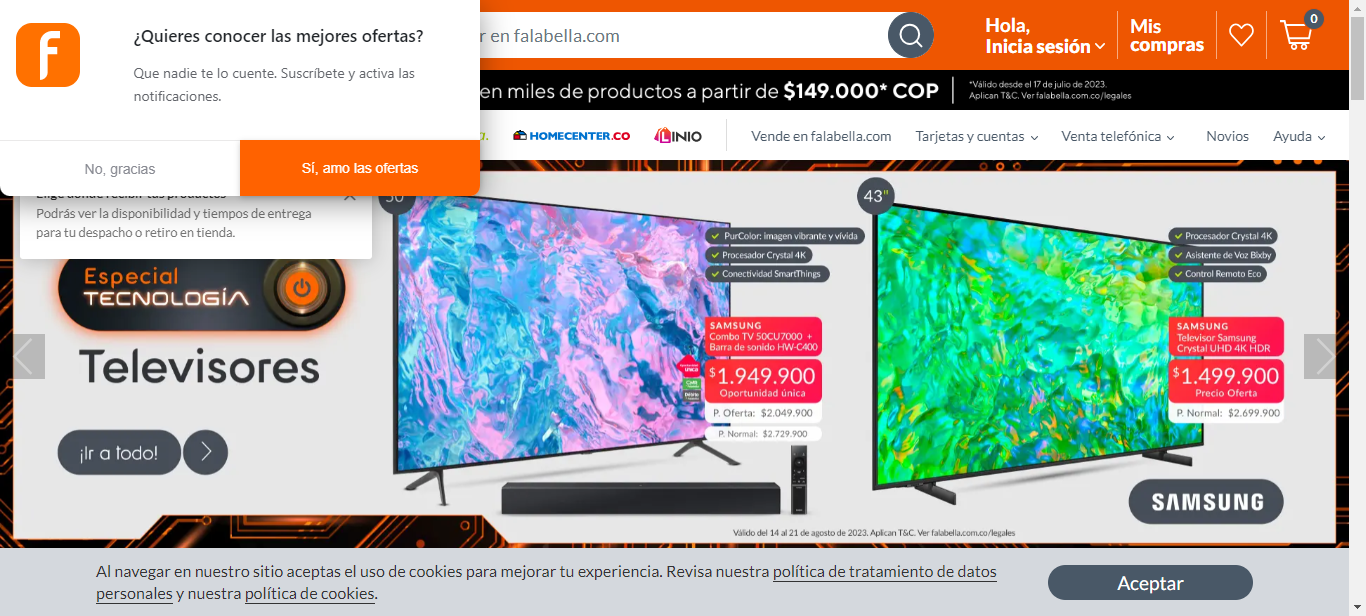 ¿Quieres conocer las mejores ofertas?
Que nadie te lo cuente. Suscríbete y activa las
notificaciones.
No, gracias
Sí, amo las ofertas
en falabella.com
Hola,
Inicia sesión
Mis
compras
0
en miles de productos a partir de $149.000* COP
*Válido desde el 17 de julio de 2023.
Aplican T&C. Ver falabella.com.co/legales
HOMECENTER.CO
LINIO
Vende en falabella.com
Tarjetas y cuentas
Venta telefónica
Novios
Ayuda
Podrás ver la disponibilidad y tiempos de entrega
para tu despacho o retiro en tienda.
Especial
TECNOLOGÍA
Televisores
¡Ir a todo!
50"
PurColor: imagen vibrante y vívida
Procesador Crystal 4K
Conectividad SmartThings
SAMSUNG
Combo TV 50CU7000 +
Barra de sonido HW-C400
$1.949.900
Oportunidad única
P. Oferta: $2.049.900
P. Normal: $2.729.900
43"
Procesador Crystal 4K
Asistente de Voz Bixby
Control Remoto Eco
SAMSUNG
Televisor Samsung
Crystal UHD 4K HDR
$1.499.900
Precio Oferta
P. Normal: $2.699.900
SAMSUNG
Válido del 14 al 21 de agosto de 2023. Aplican T&C. Ver falabella.com.co/legales
Al navegar en nuestro sitio aceptas el uso de cookies para mejorar tu experiencia. Revisa nuestra política de tratamiento de datos
personales y nuestra política de cookies.
Aceptar